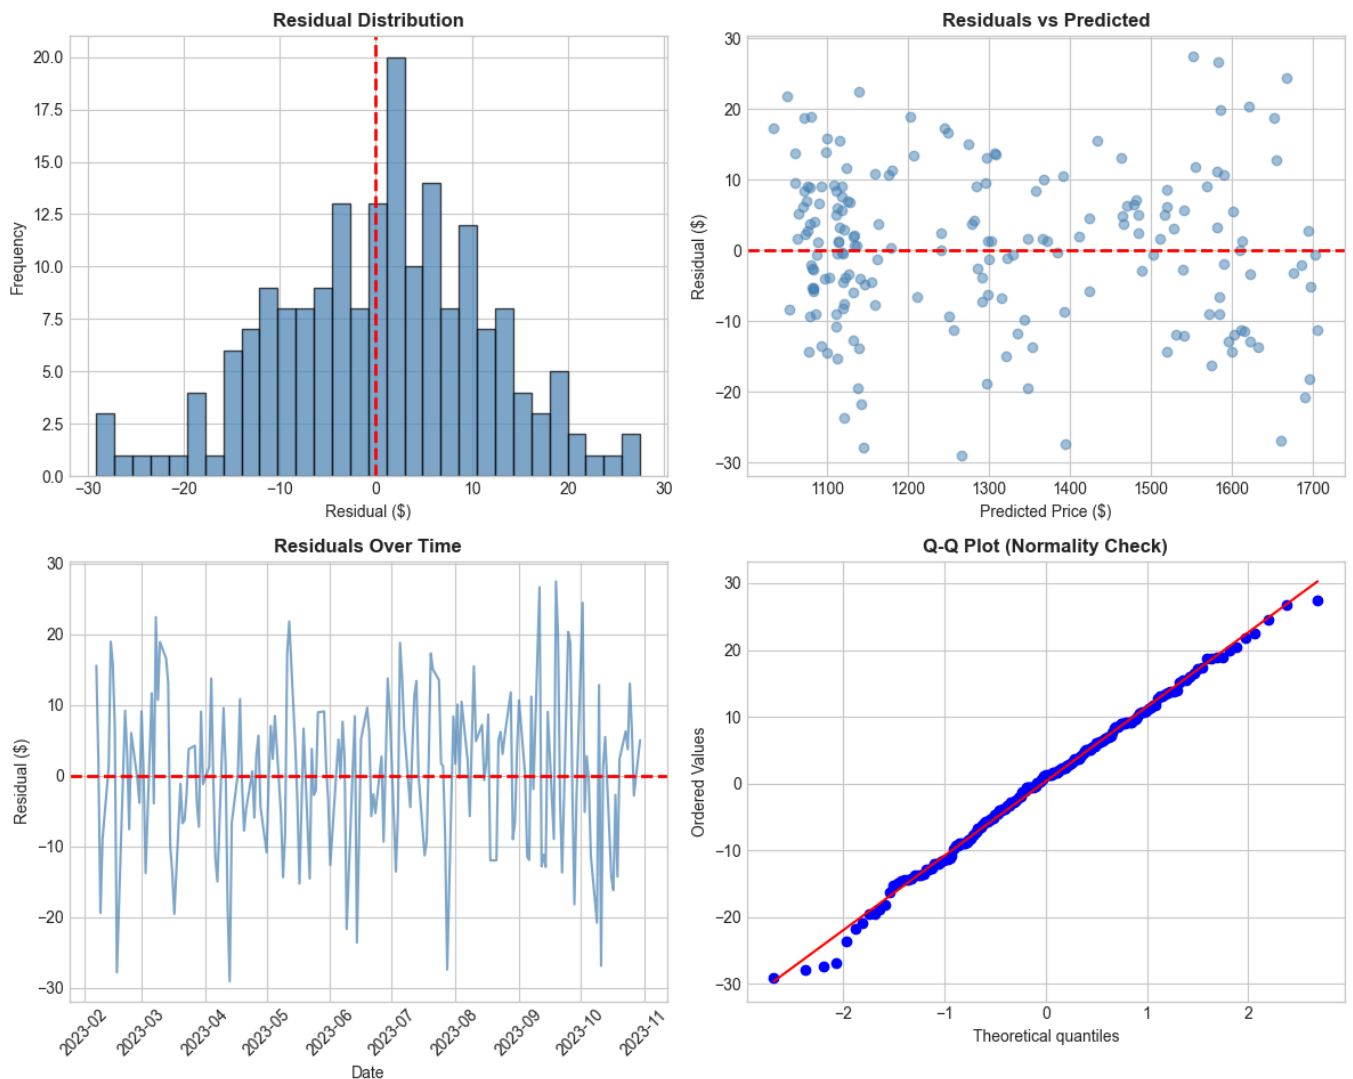 Residual Distribution
Frequency
20.0
17.5
15.0
12.5
10.0
7.5
5.0
2.5
0.0
−30 −20 −10 0 10 20 30
Residual ($)
Residuals vs Predicted
Residual ($)
30
20
10
0
−10
−20
−30
1100 1200 1300 1400 1500 1600 1700
Predicted Price ($)
Residuals Over Time
Residual ($)
30
20
10
0
−10
−20
−30
2023-02 2023-03 2023-04 2023-05 2023-06 2023-07 2023-08 2023-09 2023-10 2023-11
Date
Q-Q Plot (Normality Check)
Ordered Values
30
20
10
0
−10
−20
−30
−2 −1 0 1 2
Theoretical quantiles